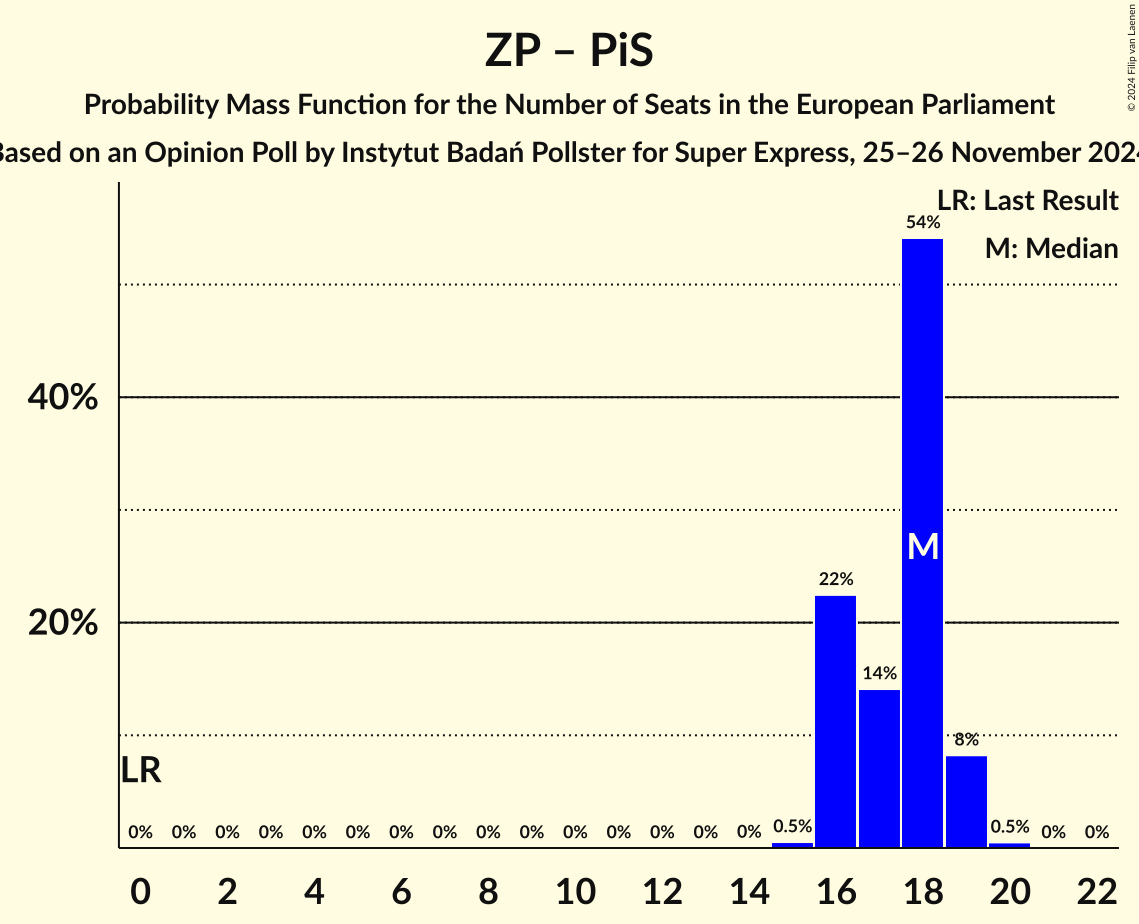 ZP – PiS
Probability Mass Function for the Number of Seats in the European Parliament
Based on an Opinion Poll by Instytut Badań Pollster for Super Express, 25–26 November 2024
© 2024 Filip van Laenen
LR: Last Result
M: Median
54%
40%
M
22%
20%
14%
8%
LR
0% 0% 0% 0% 0% 0% 0% 0% 0% 0% 0% 0% 0% 0% 0% 0.5% 0.5% 0% 0%
0 2 4 6 8 10 12 14 16 18 20 22